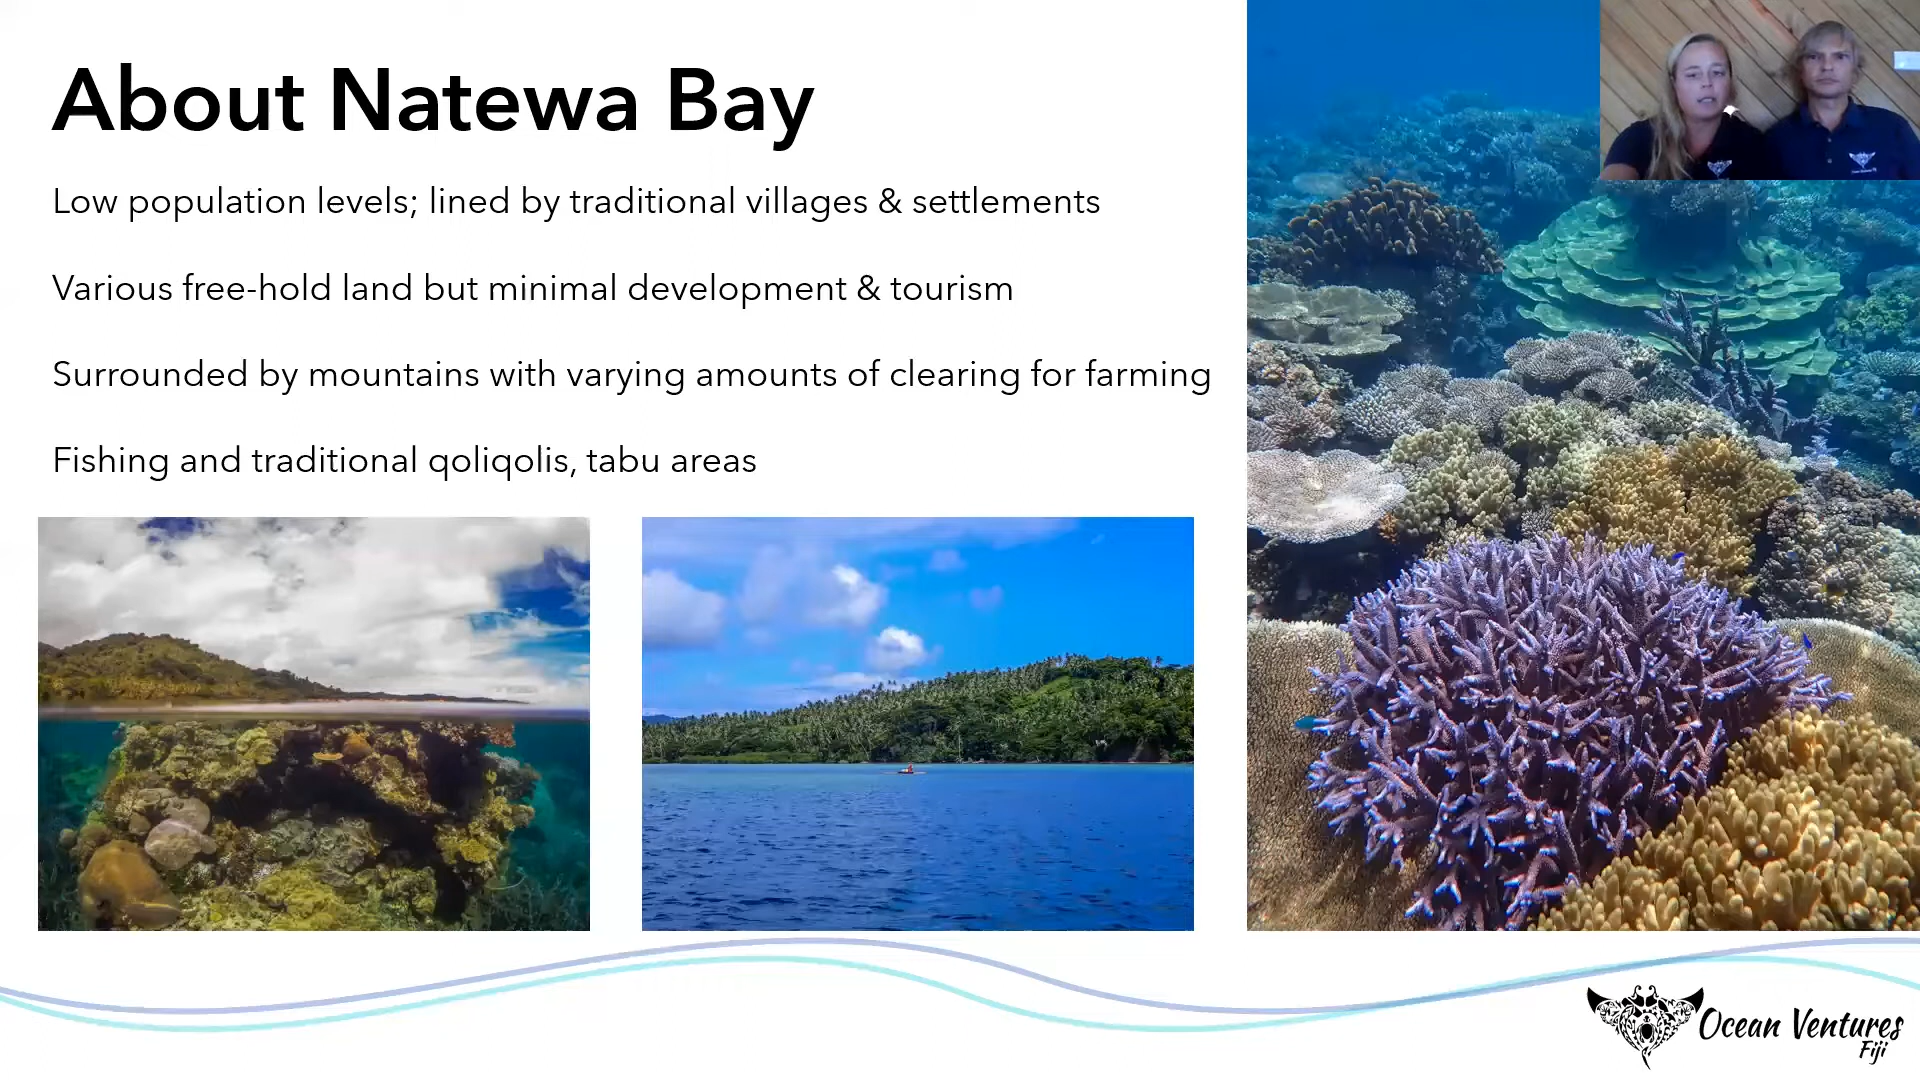 About Natewa Bay
Low population levels; lined by traditional villages & settlements
Various free-hold land but minimal development & tourism
Surrounded by mountains with varying amounts of clearing for farming
Fishing and traditional qoliqolis, tabu areas
Ocean Ventures
Fiji